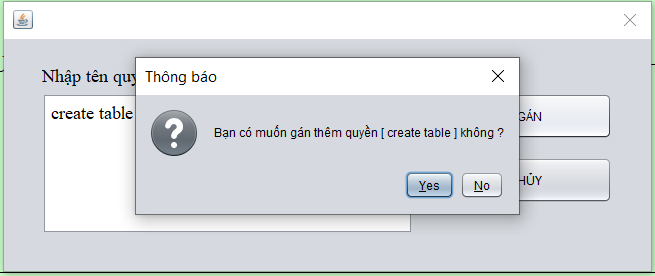 Thông báo
Nhập tên quy
create table
Bạn có muốn gán thêm quyền [ create table ] không ?
GÁN
HỦY
Yes
No